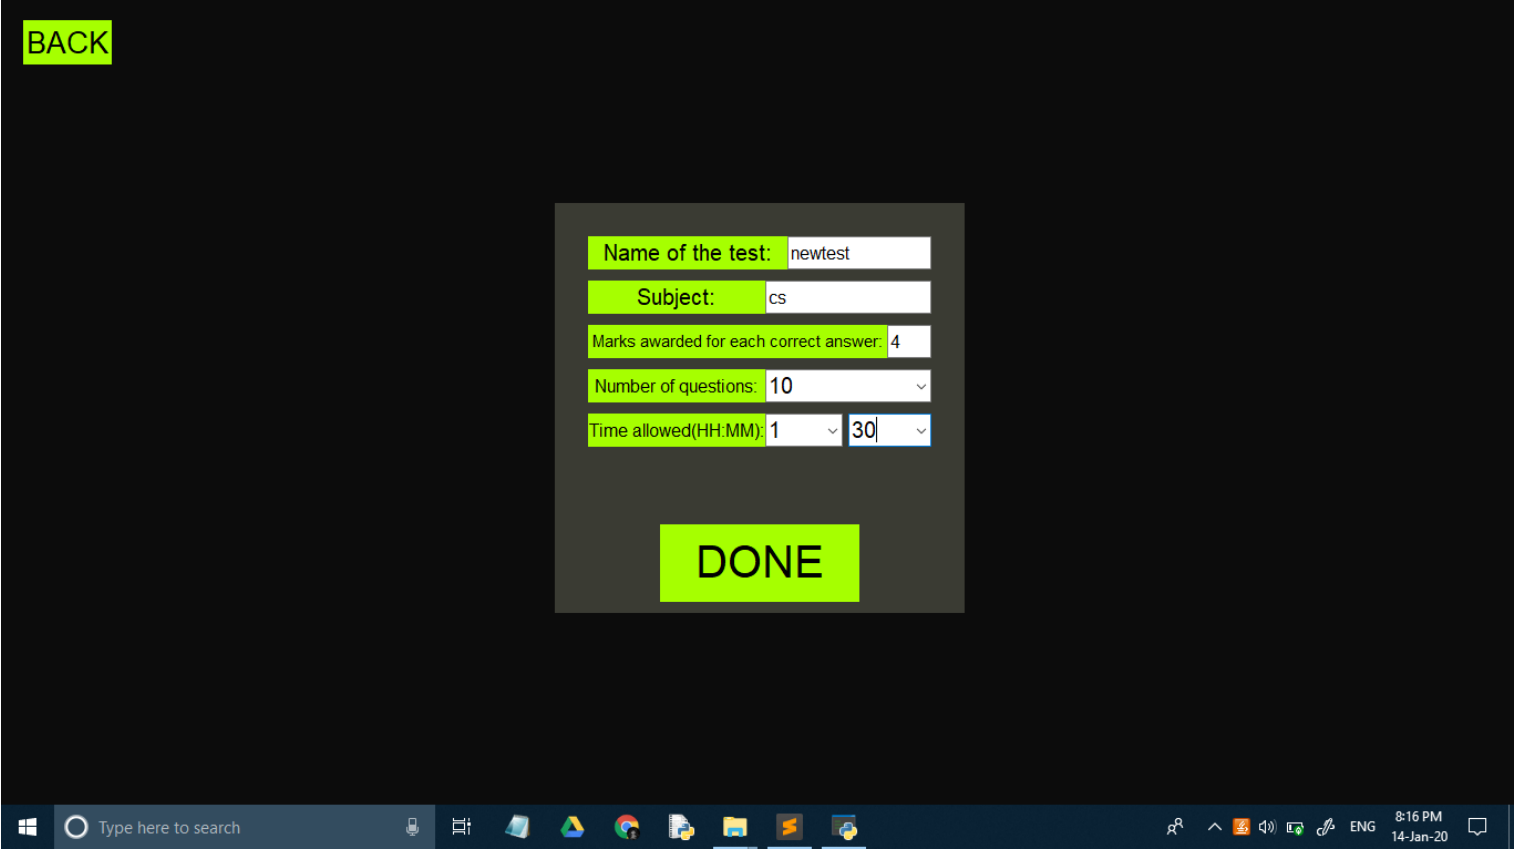 BACK
Name of the test: newtest
Subject: cs
Marks awarded for each correct answer: 4
Number of questions: 10
Time allowed(HH:MM): 1 30
DONE
Type here to search
ENG
8:16 PM
14-Jan-20